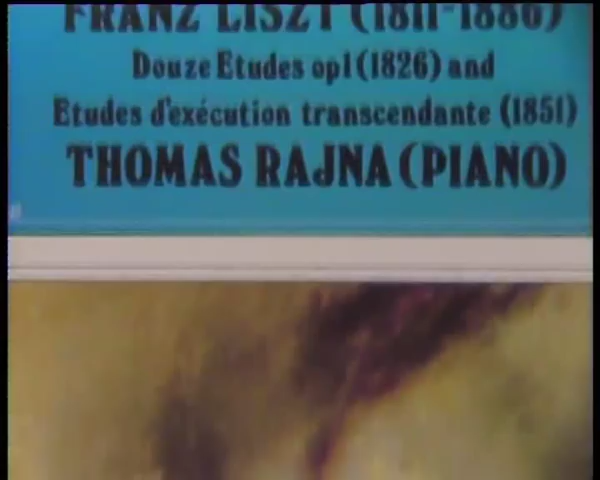 FRANZ LISZT (1811-1886)
Douze Etudes op1 (1826) and
Etudes d'exécution transcendante (1851)
THOMAS RAJNA (PIANO)